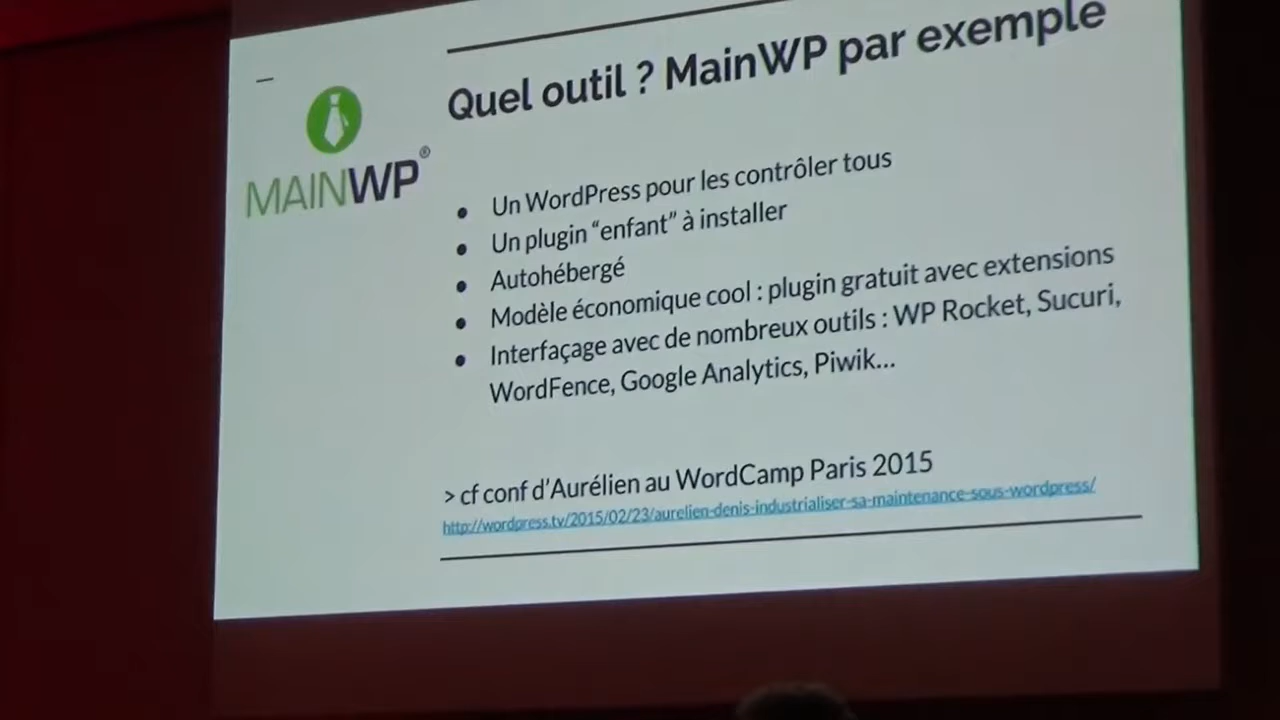 Quel outil ? MainWP par exemple
MAINWP®
Un WordPress pour les contrôler tous
Un plugin “enfant” à installer
Autohébergé
Modèle économique cool : plugin gratuit avec extensions
Interfaçage avec de nombreux outils : WP Rocket, Sucuri,
WordFence, Google Analytics, Piwik...
> cf conf d’Aurélien au WordCamp Paris 2015
http://wordpress.tv/2015/02/23/aurelien-denis-industrialiser-sa-maintenance-sous-wordpress/